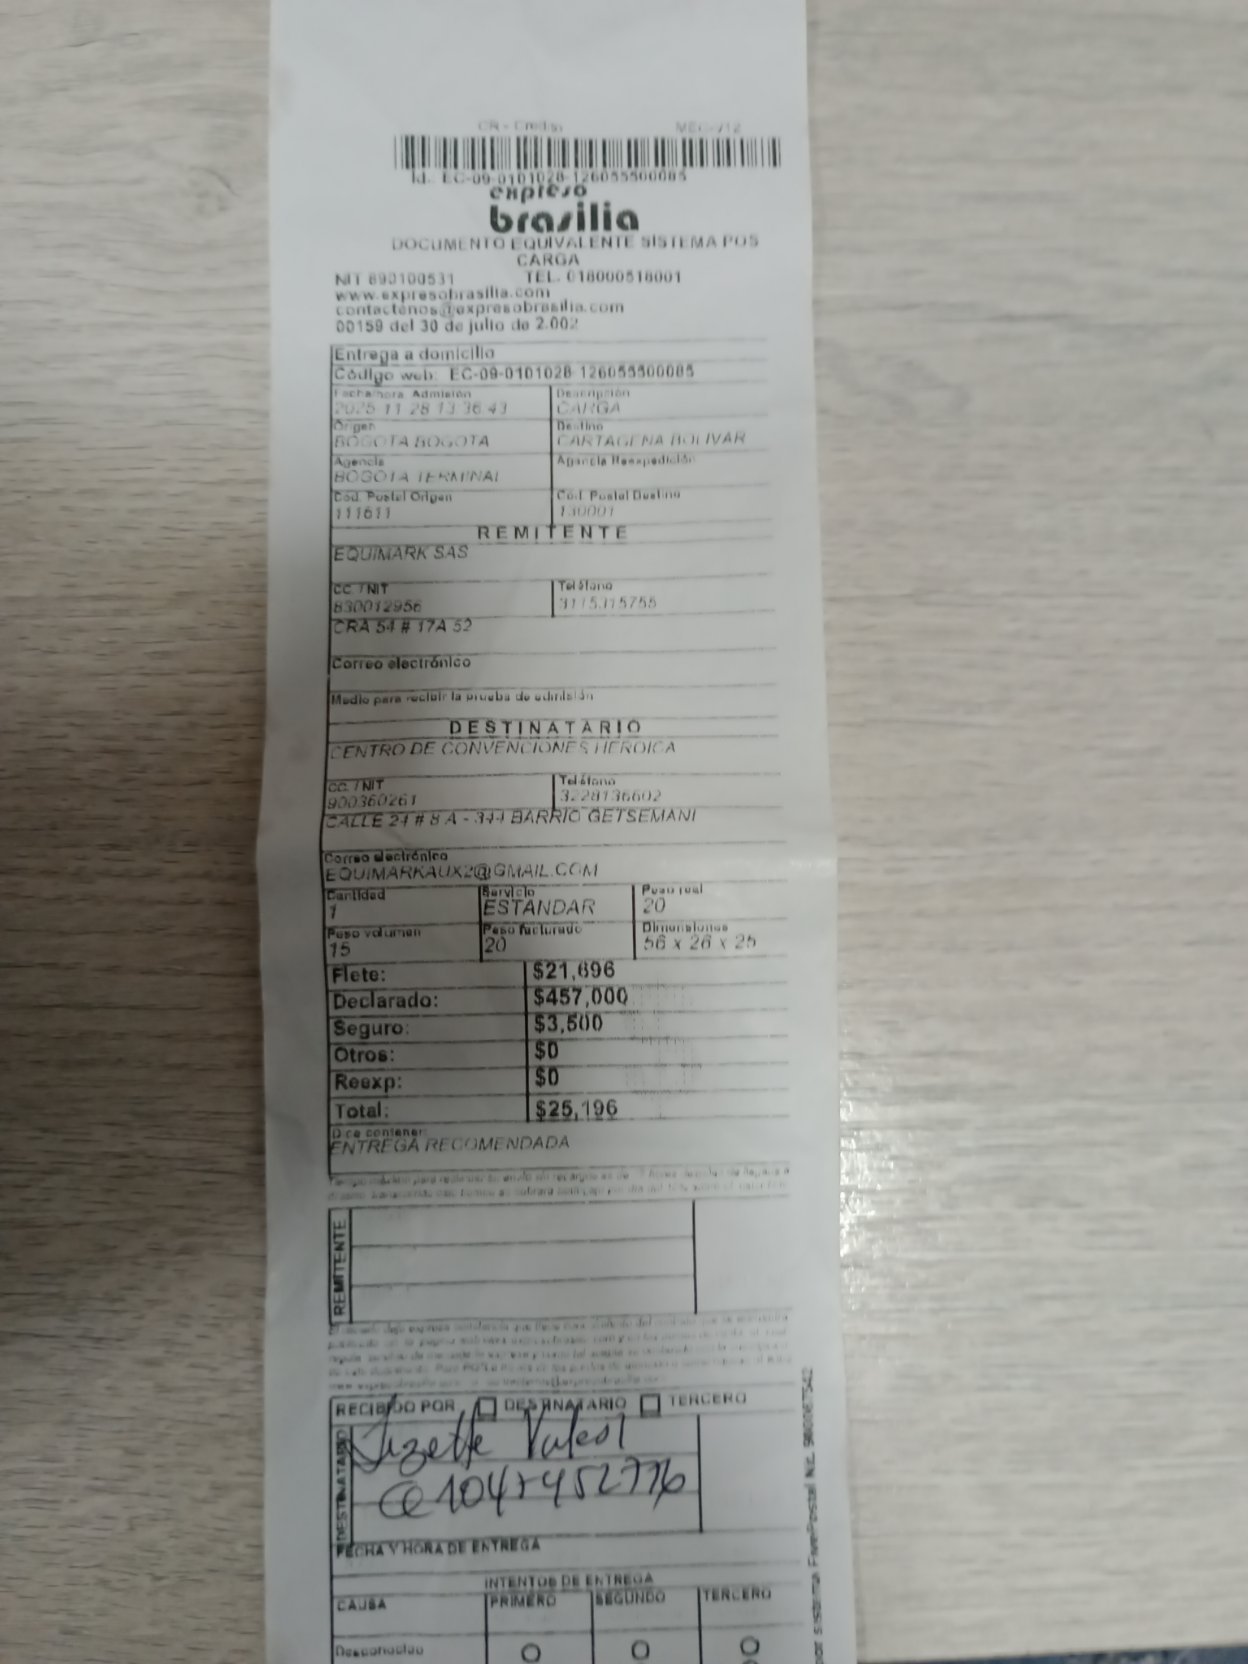 CR - Credito MEC-712
Id. EC-09-0101028-126055500085
expreso
brasilia
DOCUMENTO EQUIVALENTE SISTEMA POS
CARGA
NIT 890100531 TEL. 018000518001
www.expresobrasilia.com
contactenos@expresobrasilia.com
00159 del 30 de julio de 2.002
Entrega a domicilio
Código web: EC-09-0101028-126055500085
Fecha/hora Admisión Descripción
2025-11-28 13:36:43 CARGA
Origen Destino
BOGOTA BOGOTA CARTAGENA BOLIVAR
Agencia Agencia Reexpedición
BOGOTA TERMINAL
Cod. Postal Origen Cod. Postal Destino
111611 130001
REMITENTE
EQUIMARK SAS
CC. / NIT Teléfono
830012956 3175315755
CRA 54 # 17A 52
Correo electrónico
Medio para recibir la prueba de admisión
DESTINATARIO
CENTRO DE CONVENCIONES HEROICA
CC. / NIT Teléfono
900360261 3228136602
CALLE 24 # 8 A - 344 BARRIO GETSEMANI
Correo electrónico
EQUIMARKAUX2@GMAIL.COM
Cantidad Servicio Peso real
1 ESTANDAR 20
Peso volumen Peso facturado Dimensiones
15 20 56 x 26 x 25
Flete: $21,696
Declarado: $457,000
Seguro: $3,500
Otros: $0
Reexp: $0
Total: $25,196
Dice contener:
ENTREGA RECOMENDADA
REMITENTE
RECIBIDO POR DESTINATARIO TERCERO
DESTINATARIO
Lizette
FECHA Y HORA DE ENTREGA
INTENTOS DE ENTREGA
CAUSA PRIMERO SEGUNDO TERCERO
Desconocido